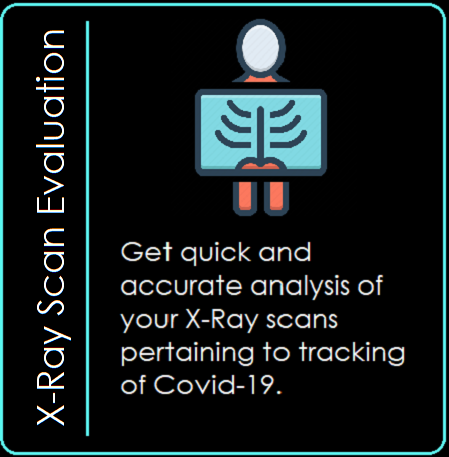 X-Ray Scan Evaluation
Get quick and
accurate analysis of
your X-Ray scans
pertaining to tracking
of Covid-19.